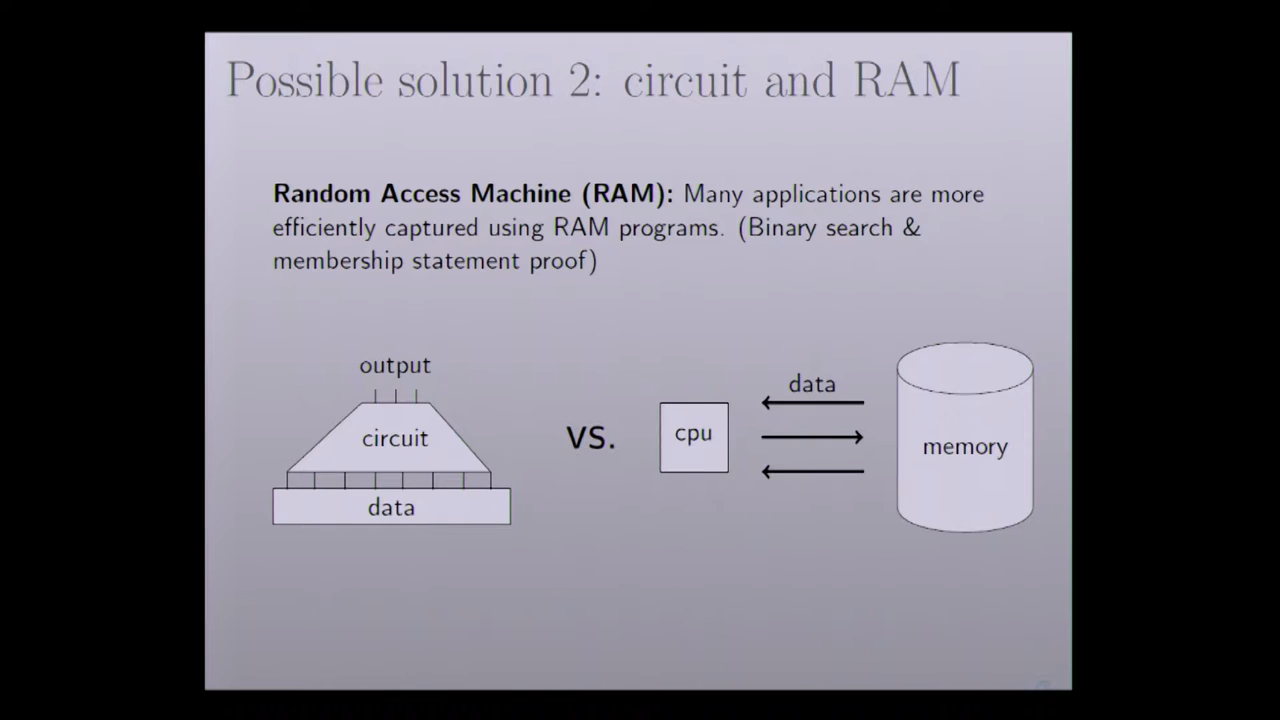 Possible solution 2: circuit and RAM
Random Access Machine (RAM): Many applications are more
efficiently captured using RAM programs. (Binary search &
membership statement proof)
output
circuit
data
vs.
cpu
data
memory